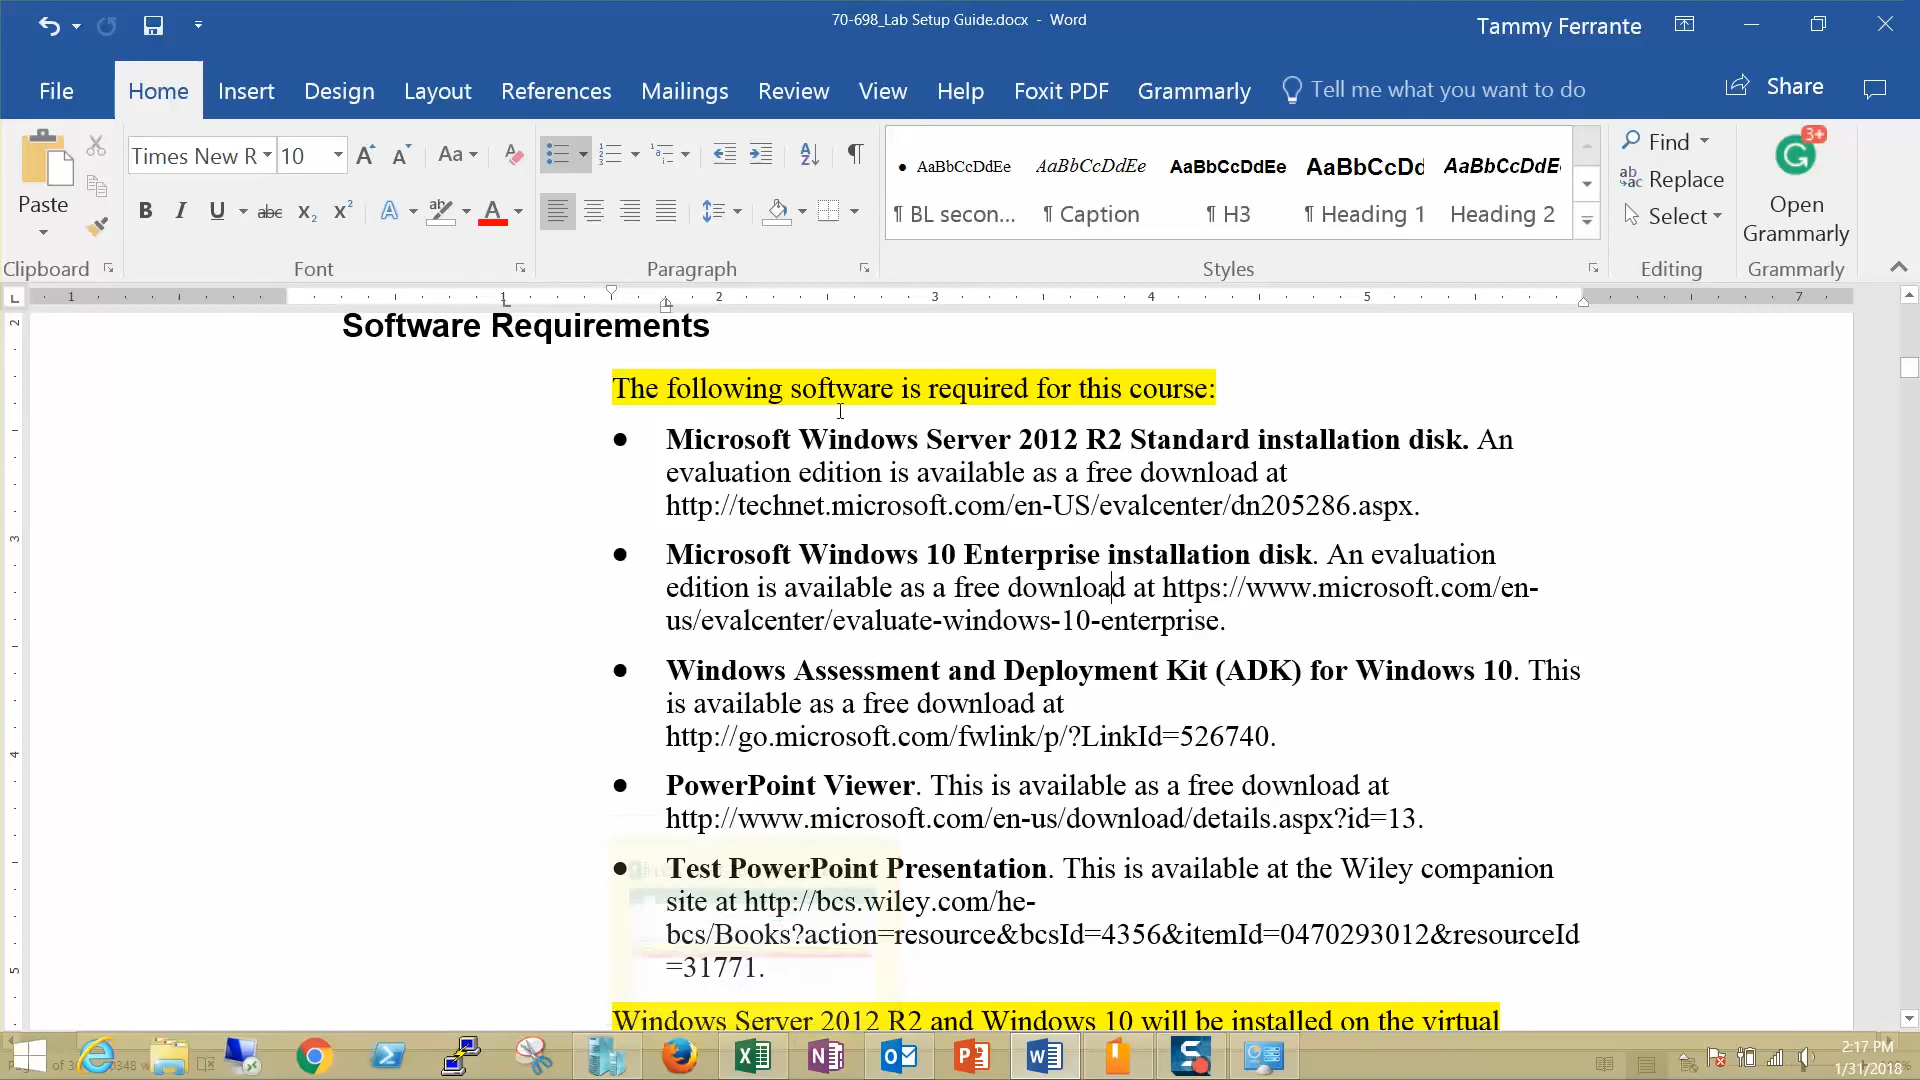 70-698_Lab Setup Guide.docx - Word
Tammy Ferrante
File Home Insert Design Layout References Mailings Review View Help Foxit PDF Grammarly Tell me what you want to do Share
Times New R 10 Aa
AaBbCcDdEe AaBbCcDdEe AaBbCcDdEe AaBbCcDd AaBbCcDdE
Find
Replace
Select
Paste
B I U abc X2 X2 A ab A
¶ BL secon... ¶ Caption ¶ H3 ¶ Heading 1 Heading 2
Open
Grammarly
Clipboard Font Paragraph Styles Editing Grammarly
1 1 2 3 4 5 7
Software Requirements
The following software is required for this course:
● Microsoft Windows Server 2012 R2 Standard installation disk. An
evaluation edition is available as a free download at
http://technet.microsoft.com/en-US/evalcenter/dn205286.aspx.
● Microsoft Windows 10 Enterprise installation disk. An evaluation
edition is available as a free download at https://www.microsoft.com/en-
us/evalcenter/evaluate-windows-10-enterprise.
● Windows Assessment and Deployment Kit (ADK) for Windows 10. This
is available as a free download at
http://go.microsoft.com/fwlink/p/?LinkId=526740.
● PowerPoint Viewer. This is available as a free download at
http://www.microsoft.com/en-us/download/details.aspx?id=13.
● Test PowerPoint Presentation. This is available at the Wiley companion
site at http://bcs.wiley.com/he-
bcs/Books?action=resource&bcsId=4356&itemId=0470293012&resourceId
=31771.
Windows Server 2012 R2 and Windows 10 will be installed on the virtual
2:17 PM
1/31/2018